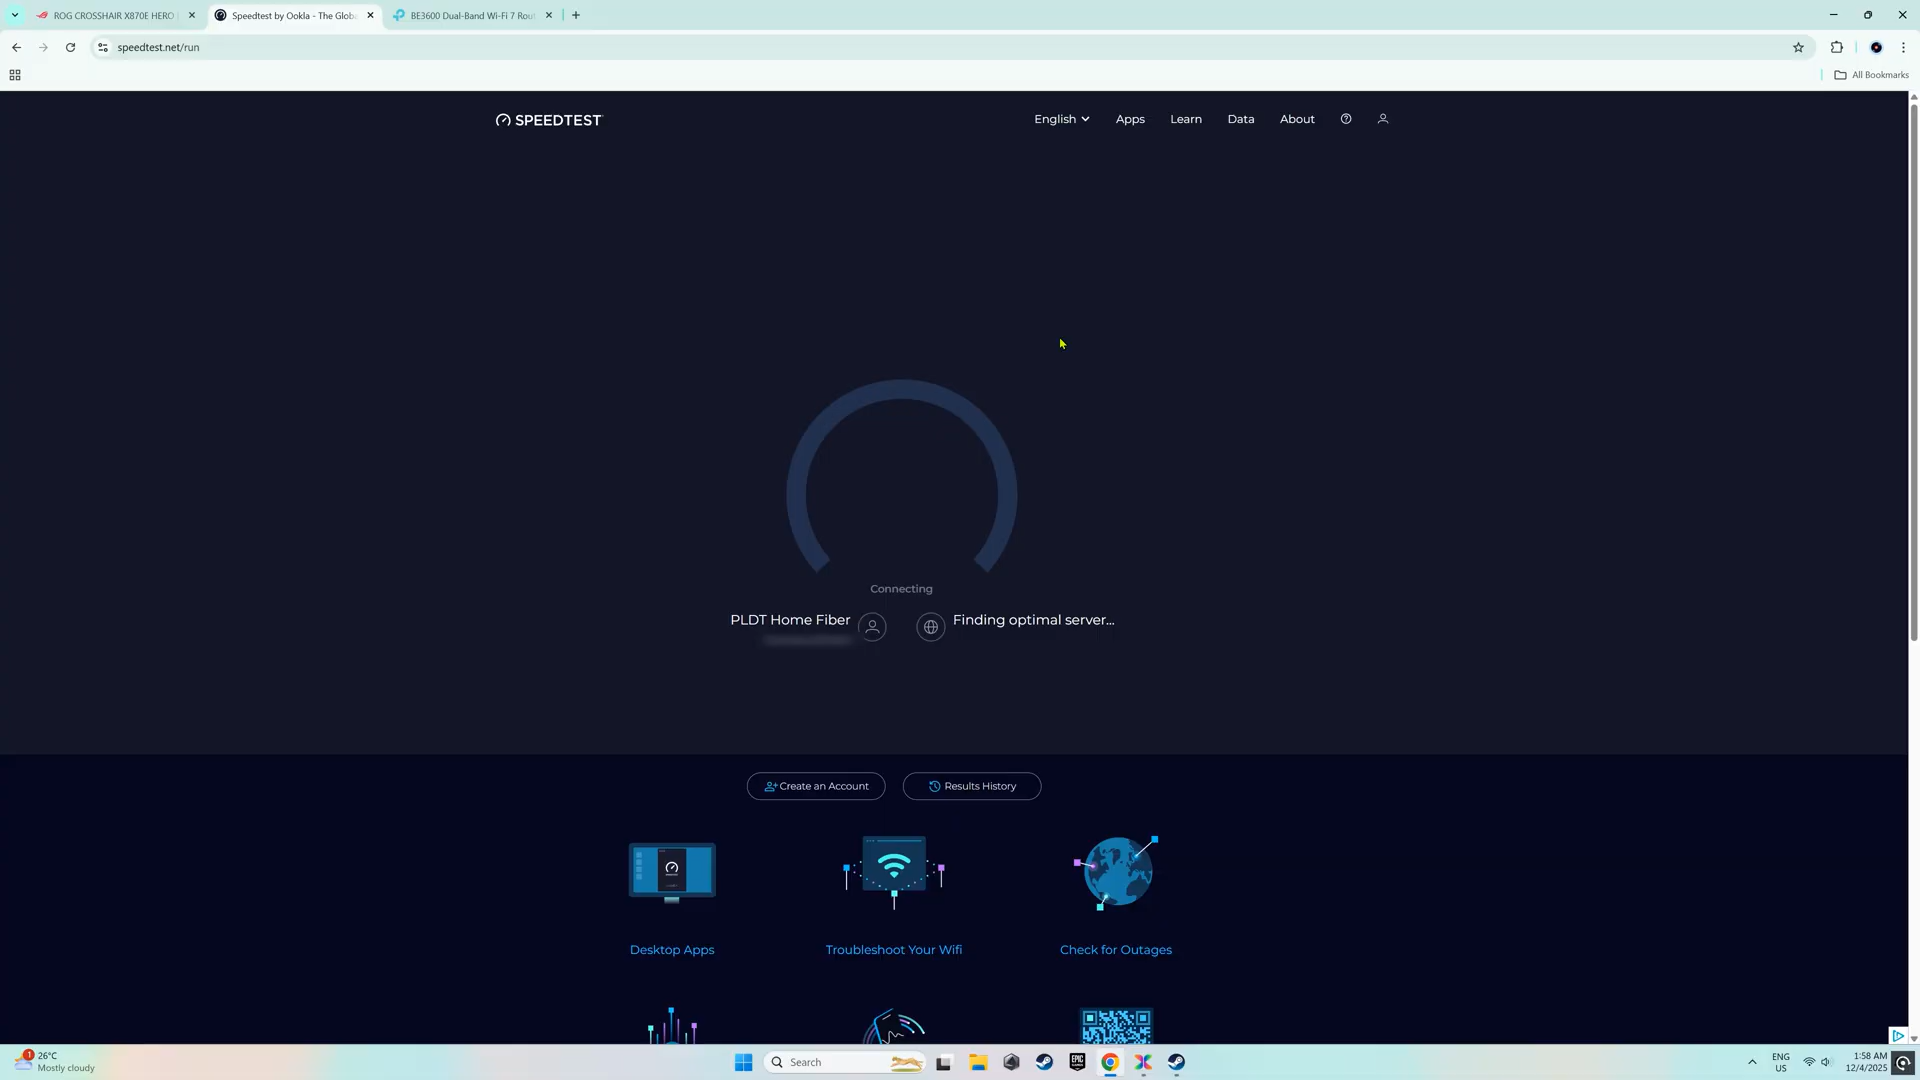 ROG CROSSHAIR X870E HERO
Speedtest by Ookla - The Glob
BE3600 Dual-Band Wi-Fi 7 Rou
speedtest.net/run
All Bookmarks
SPEEDTEST
English
Apps
Learn
Data
About
Connecting
PLDT Home Fiber
Finding optimal server...
Create an Account
Results History
Desktop Apps
Troubleshoot Your Wifi
Check for Outages
1
26°C
Mostly cloudy
Search
EPIC
ENG
US
1:58 AM
12/4/2025